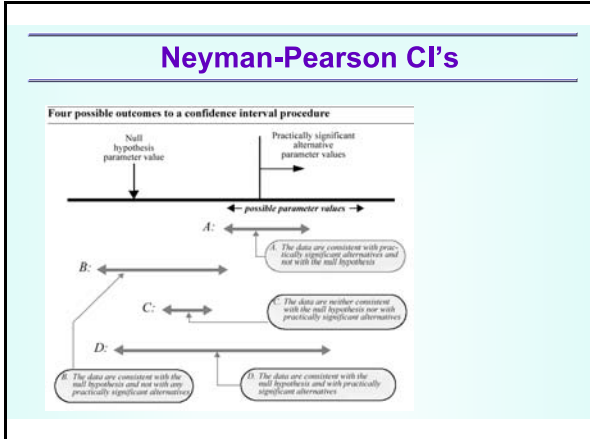 Neyman-Pearson CI's
Four possible outcomes to a confidence interval procedure
Null
hypothesis
parameter value
Practically significant
alternative
parameter values
possible parameter values
A:
A. The data are consistent with prac-
tically significant alternatives and
not with the null hypothesis
B:
C:
C. The data are neither consistent
with the null hypothesis nor with
practically significant alternatives
D:
B. The data are consistent with the
null hypothesis and not with any
practically significant alternatives
D. The data are consistent with the
null hypothesis and with practically
significant alternatives